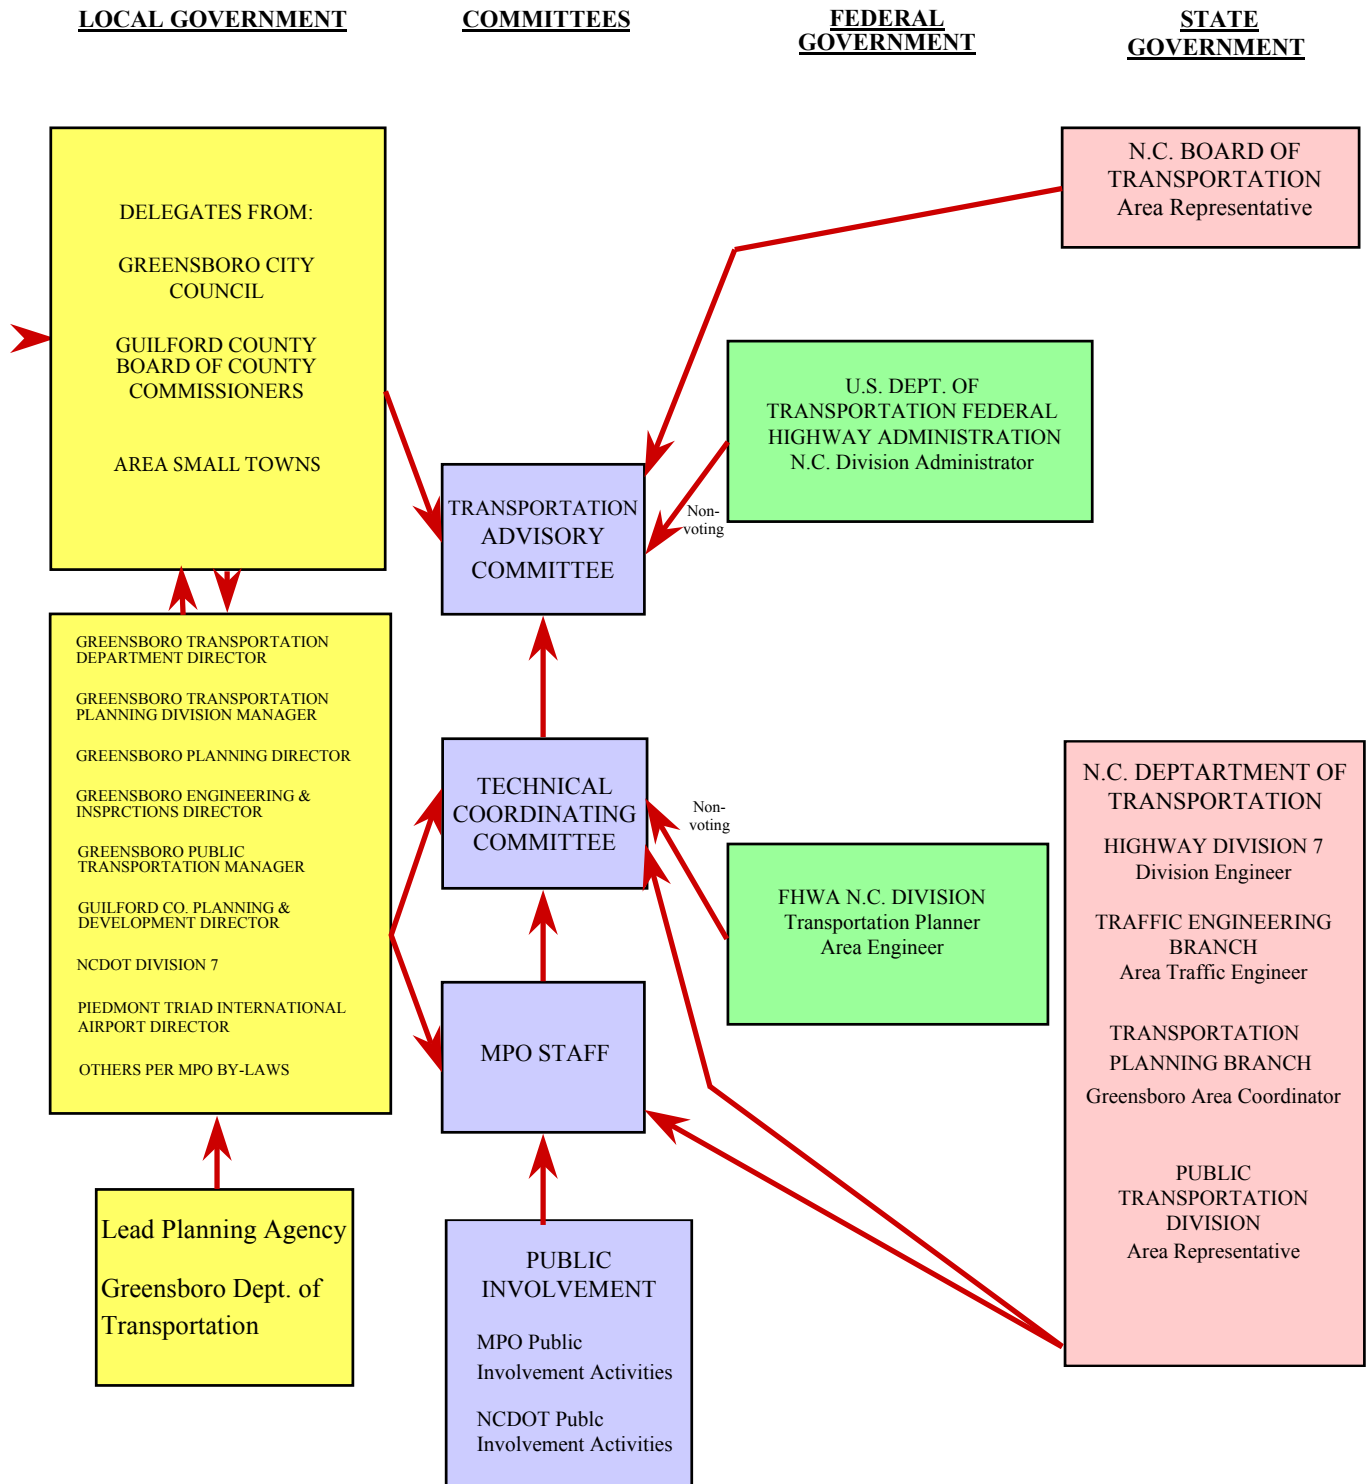 LOCAL GOVERNMENT
COMMITTEES
FEDERAL
GOVERNMENT
STATE
GOVERNMENT
DELEGATES FROM:
GREENSBORO CITY
COUNCIL
GUILFORD COUNTY
BOARD OF COUNTY
COMMISSIONERS
AREA SMALL TOWNS
N.C. BOARD OF
TRANSPORTATION
Area Representative
U.S. DEPT. OF
TRANSPORTATION FEDERAL
HIGHWAY ADMINISTRATION
N.C. Division Administrator
TRANSPORTATION
ADVISORY
COMMITTEE
Non-
voting
GREENSBORO TRANSPORTATION
DEPARTMENT DIRECTOR
GREENSBORO TRANSPORTATION
PLANNING DIVISION MANAGER
GREENSBORO PLANNING DIRECTOR
GREENSBORO ENGINEERING &
INSPRCTIONS DIRECTOR
GREENSBORO PUBLIC
TRANSPORTATION MANAGER
GUILFORD CO. PLANNING &
DEVELOPMENT DIRECTOR
NCDOT DIVISION 7
PIEDMONT TRIAD INTERNATIONAL
AIRPORT DIRECTOR
OTHERS PER MPO BY-LAWS
TECHNICAL
COORDINATING
COMMITTEE
Non-
voting
FHWA N.C. DIVISION
Transportation Planner
Area Engineer
N.C. DEPTARTMENT OF
TRANSPORTATION
HIGHWAY DIVISION 7
Division Engineer
TRAFFIC ENGINEERING
BRANCH
Area Traffic Engineer
TRANSPORTATION
PLANNING BRANCH
Greensboro Area Coordinator
PUBLIC
TRANSPORTATION
DIVISION
Area Representative
MPO STAFF
Lead Planning Agency
Greensboro Dept. of
Transportation
PUBLIC
INVOLVEMENT
MPO Public
Involvement Activities
NCDOT Publc
Involvement Activities